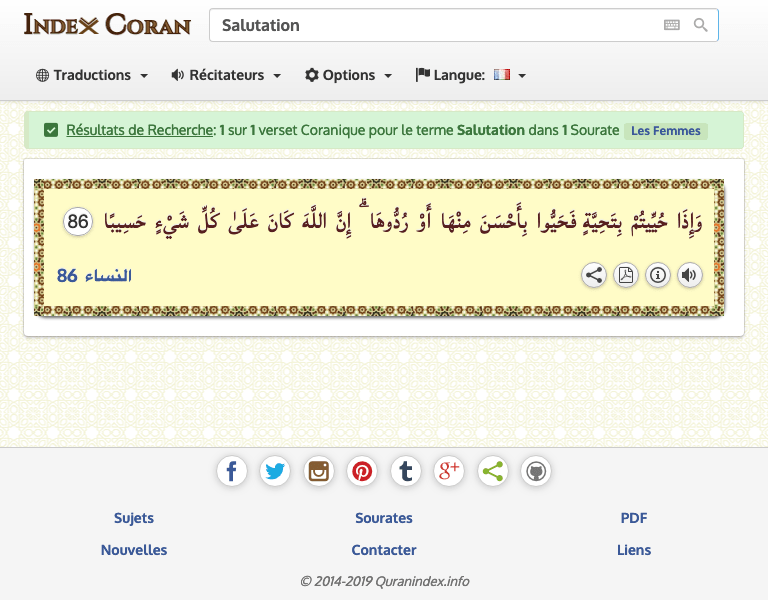 Index Coran
Salutation
Traductions Récitateurs Options Langue:
Résultats de Recherche: 1 sur 1 verset Coranique pour le terme Salutation dans 1 Sourate Les Femmes
وَإِذَا حُيِّيتُمْ بِتَحِيَّةٍ فَحَيُّوا بِأَحْسَنَ مِنْهَا أَوْ رُدُّوهَا ۗ إِنَّ اللَّهَ كَانَ عَلَىٰ كُلِّ شَيْءٍ حَسِيبًا 86
النساء 86
Sujets Sourates PDF
Nouvelles Contacter Liens
© 2014-2019 Quranindex.info